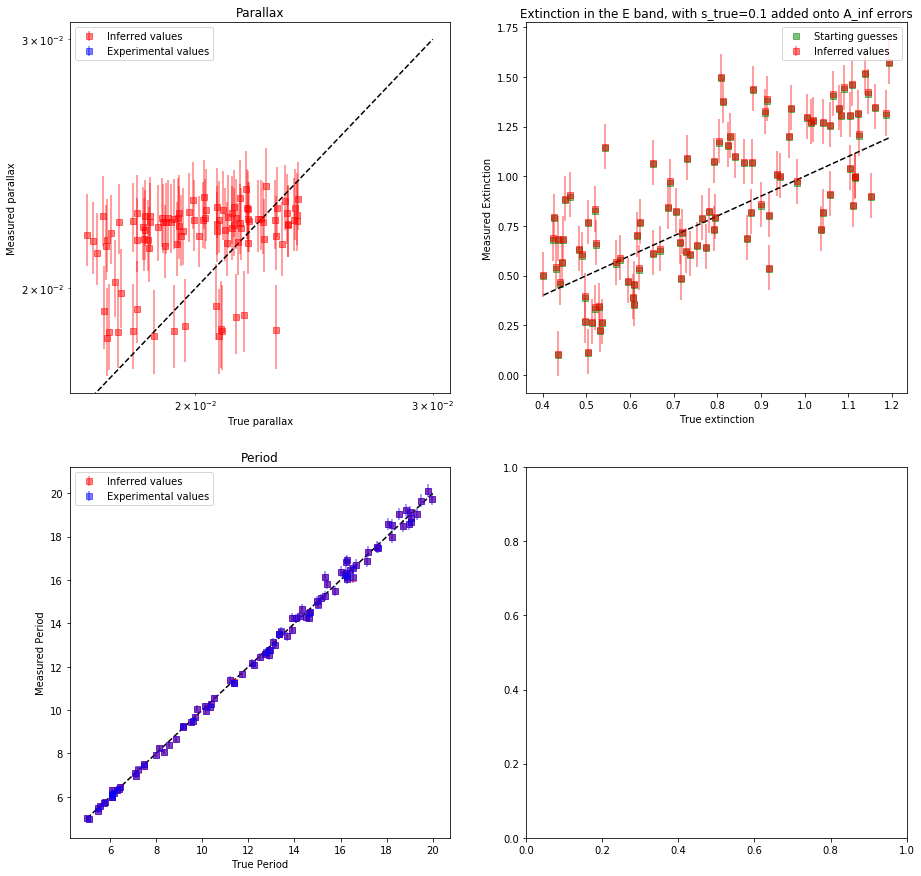 Parallax
Inferred values
Experimental values
3 × 10⁻²
2 × 10⁻²
Measured parallax
2 × 10⁻²
3 × 10⁻²
True parallax
Extinction in the E band, with s_true=0.1 added onto A_inf errors
Starting guesses
Inferred values
1.75
1.50
1.25
1.00
0.75
0.50
0.25
0.00
Measured Extinction
0.4 0.5 0.6 0.7 0.8 0.9 1.0 1.1 1.2
True extinction
Period
Inferred values
Experimental values
20
18
16
14
12
10
8
6
Measured Period
6 8 10 12 14 16 18 20
True Period
1.0
0.8
0.6
0.4
0.2
0.0
0.0 0.2 0.4 0.6 0.8 1.0